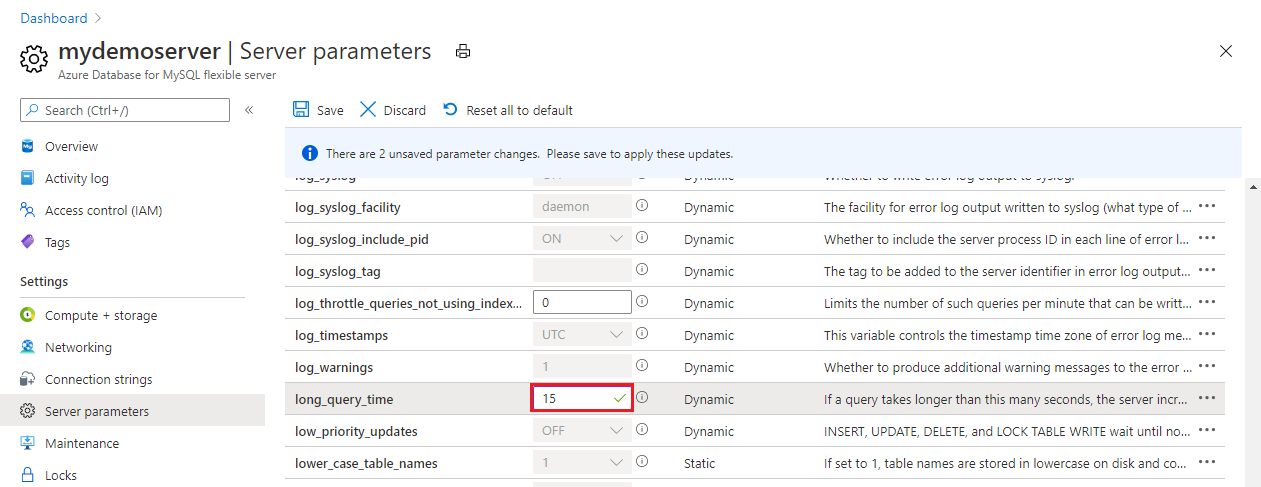 Dashboard >
mydemoserver | Server parameters
Azure Database for MySQL flexible server
Search (Ctrl+/) «
Overview
Activity log
Access control (IAM)
Tags
Settings
Compute + storage
Networking
Connection strings
Server parameters
Maintenance
Locks
Save Discard Reset all to default
There are 2 unsaved parameter changes. Please save to apply these updates.
log_syslog Dynamic Whether to write error log output to syslog.
log_syslog_facility daemon Dynamic The facility for error log output written to syslog (what type of ... •••
log_syslog_include_pid ON Dynamic Whether to include the server process ID in each line of error l... •••
log_syslog_tag Dynamic The tag to be added to the server identifier in error log output... •••
log_throttle_queries_not_using_index... 0 Dynamic Limits the number of such queries per minute that can be writt... •••
log_timestamps UTC Dynamic This variable controls the timestamp time zone of error log me... •••
log_warnings 1 Dynamic Whether to produce additional warning messages to the error ... •••
long_query_time 15 Dynamic If a query takes longer than this many seconds, the server incr... •••
low_priority_updates OFF Dynamic INSERT, UPDATE, DELETE, and LOCK TABLE WRITE wait until no... •••
lower_case_table_names 1 Static If set to 1, table names are stored in lowercase on disk and co... •••